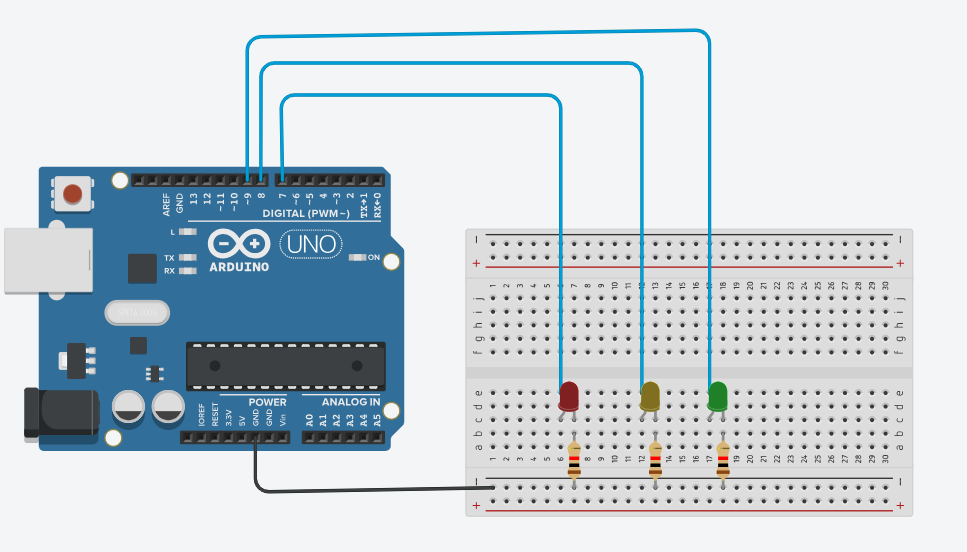 AREF
GND
13
12
~11
~10
~9
8
7
~6
~5
4
~3
2
TX→1
RX←0
DIGITAL (PWM~)
L
TX
RX
ARDUINO
UNO
ON
IOREF
RESET
3.3V
5V
GND
GND
Vin
POWER
A0
A1
A2
A3
A4
A5
ANALOG IN
− −
+ +
1 2 3 4 5 6 7 8 9 10 11 12 13 14 15 16 17 18 19 20 21 22 23 24 25 26 27 28 29 30
j j
i i
h h
g g
f f
e e
d d
c c
b b
a a
1 2 3 4 5 6 7 8 9 10 11 12 13 14 15 16 17 18 19 20 21 22 23 24 25 26 27 28 29 30
− −
+ +